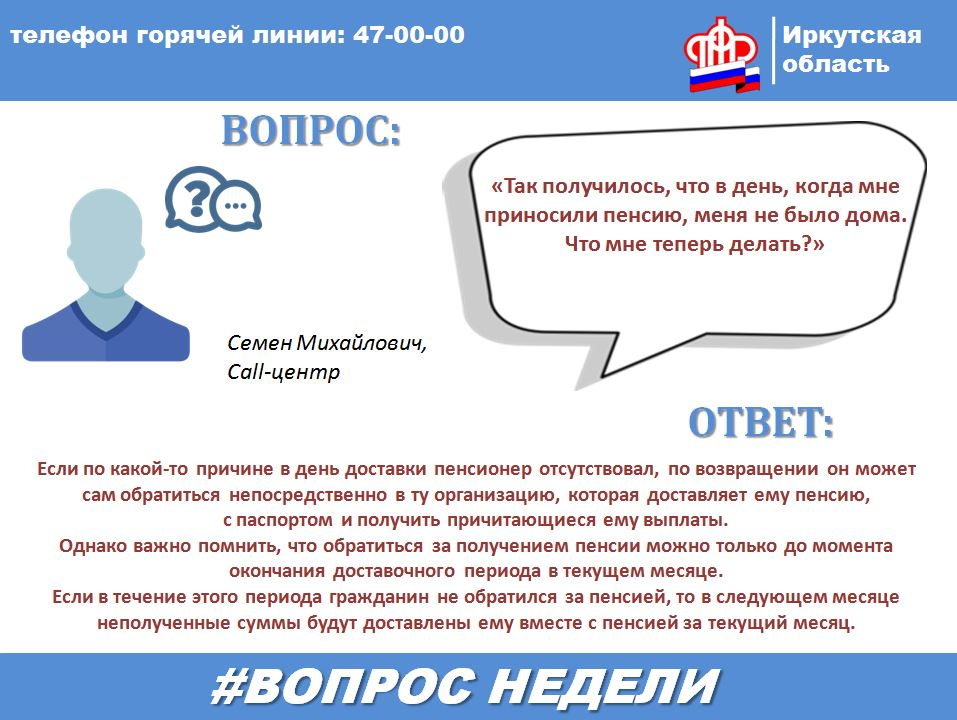 телефон горячей линии: 47-00-00
Иркутская
область
ВОПРОС:
«Так получилось, что в день, когда мне
приносили пенсию, меня не было дома.
Что мне теперь делать?»
Семен Михайлович,
Call-центр
ОТВЕТ:
Если по какой-то причине в день доставки пенсионер отсутствовал, по возвращении он может
сам обратиться непосредственно в ту организацию, которая доставляет ему пенсию,
с паспортом и получить причитающиеся ему выплаты.
Однако важно помнить, что обратиться за получением пенсии можно только до момента
окончания доставочного периода в текущем месяце.
Если в течение этого периода гражданин не обратился за пенсией, то в следующем месяце
неполученные суммы будут доставлены ему вместе с пенсией за текущий месяц.
#ВОПРОС НЕДЕЛИ